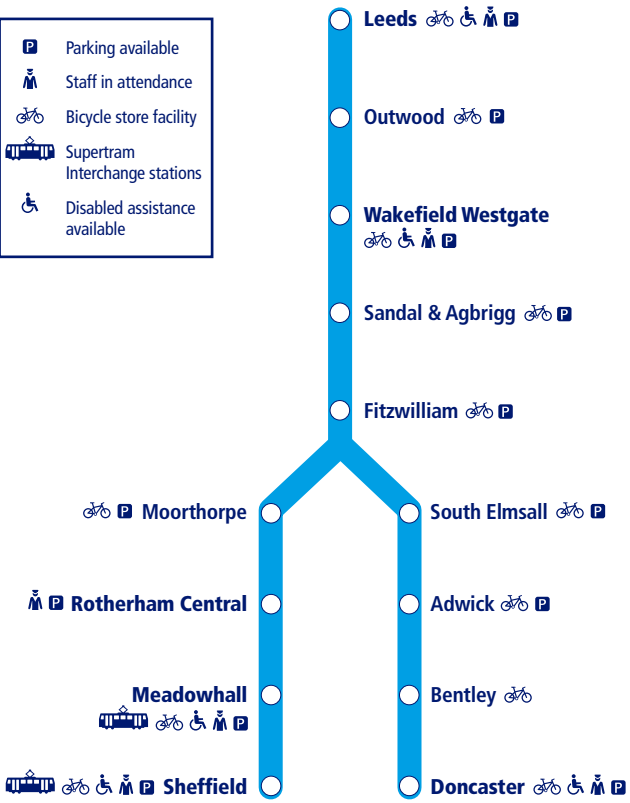 P Parking available
Staff in attendance
Bicycle store facility
Supertram
Interchange stations
Disabled assistance
available
Leeds P
Outwood P
Wakefield Westgate
P
Sandal & Agbrigg P
Fitzwilliam P
P Moorthorpe
South Elmsall P
P Rotherham Central
Adwick P
Meadowhall
P
Bentley
P Sheffield
Doncaster P